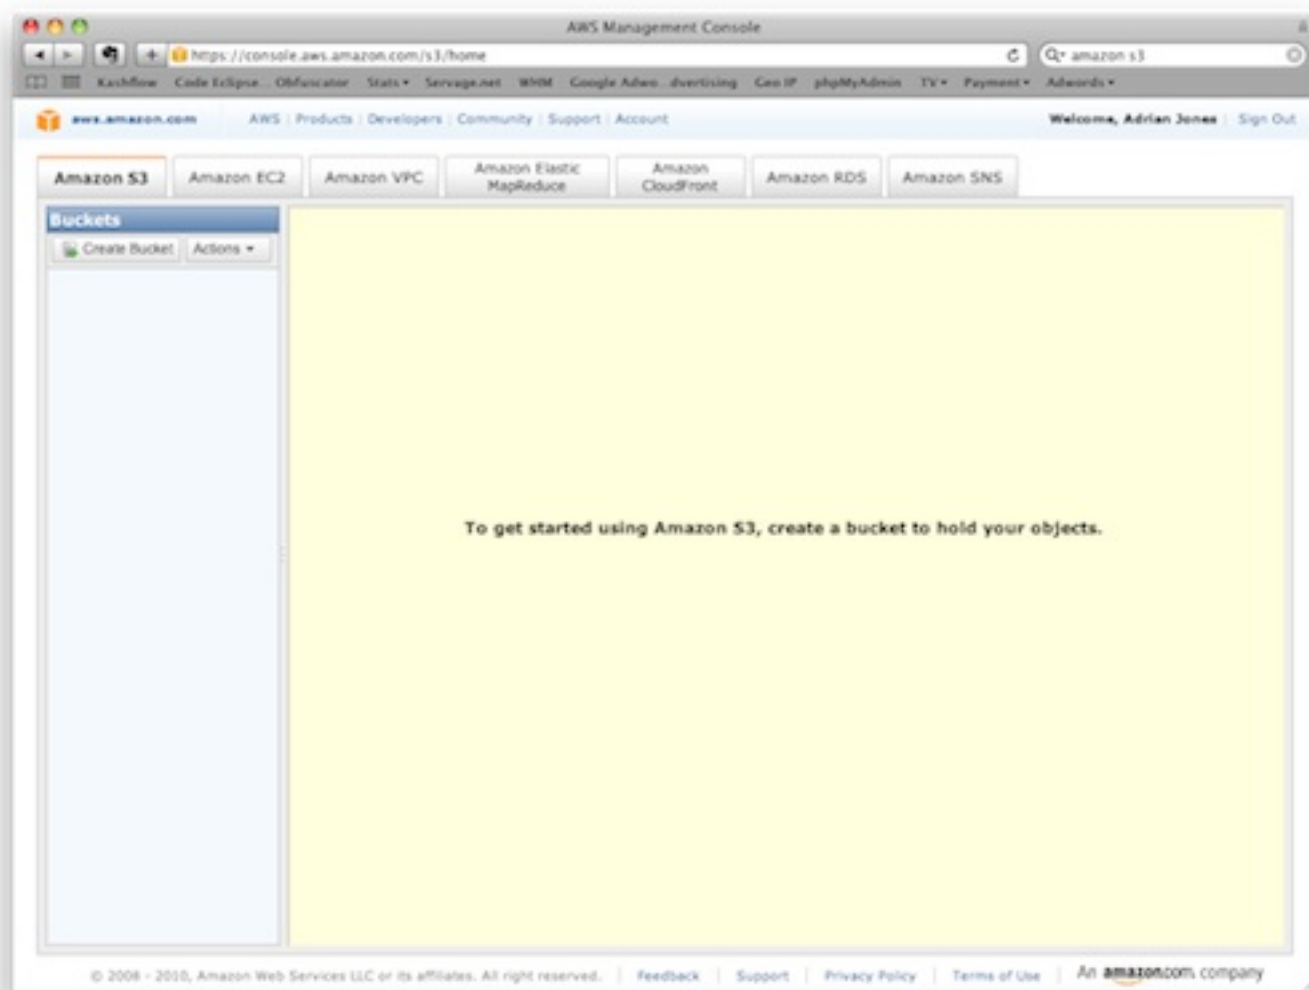 AWS Management Console
https://console.aws.amazon.com/s3/home
amazon s3
Kashflow Code Eclipse... Obfuscator Stats Servage.net WHM Google Adwo...dvertising Geo IP phpMyAdmin TV Payment Adwords
aws.amazon.com AWS | Products | Developers | Community | Support | Account Welcome, Adrian Jones | Sign Out
Amazon S3 Amazon EC2 Amazon VPC Amazon Elastic MapReduce Amazon CloudFront Amazon RDS Amazon SNS
Buckets
Create Bucket Actions
To get started using Amazon S3, create a bucket to hold your objects.
© 2008 - 2010, Amazon Web Services LLC or its affiliates. All right reserved. | Feedback | Support | Privacy Policy | Terms of Use | An amazon.com company